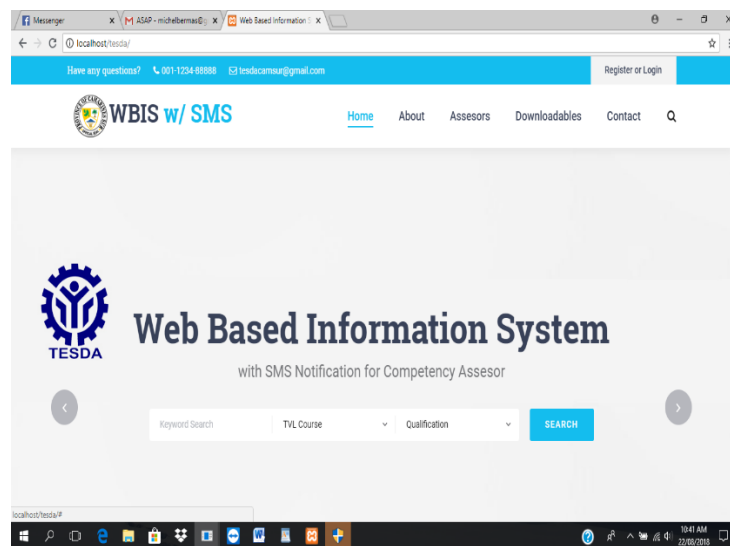 Messenger
ASAP - michelbermas@g
Web Based Information S
localhost/tesda/
Have any questions? 001-1234-88888 tesdacamsur@gmail.com Register or Login
WBIS w/ SMS Home About Assesors Downloadables Contact
TESDA
Web Based Information System
with SMS Notification for Competency Assesor
Keyword Search TVL Course Qualification SEARCH
localhost/tesda/#
10:41 AM
22/08/2018